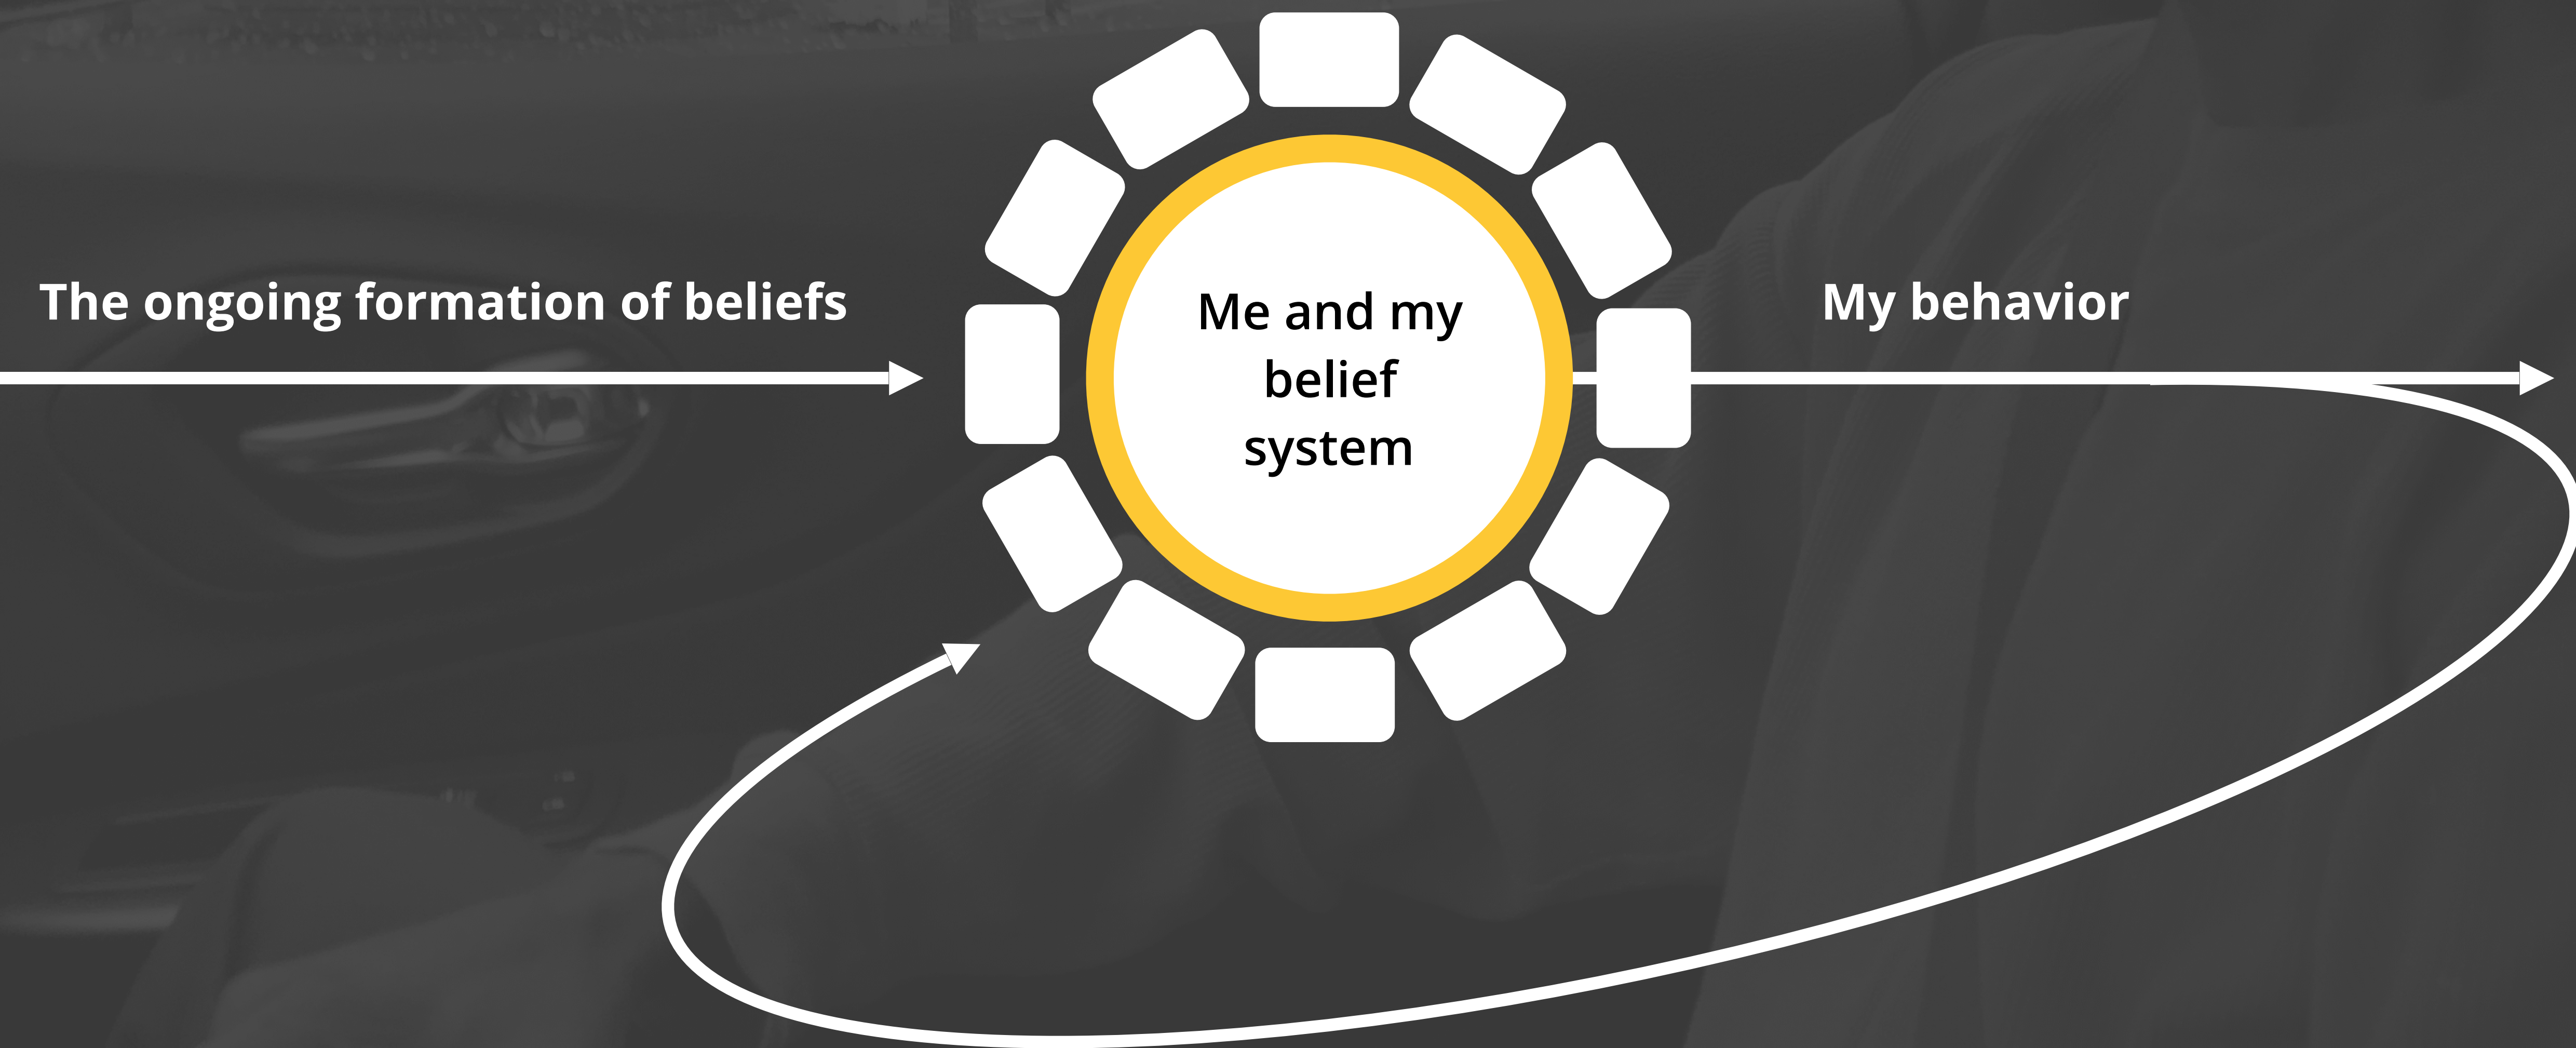 The ongoing formation of beliefs
Me and my
belief
system
My behavior